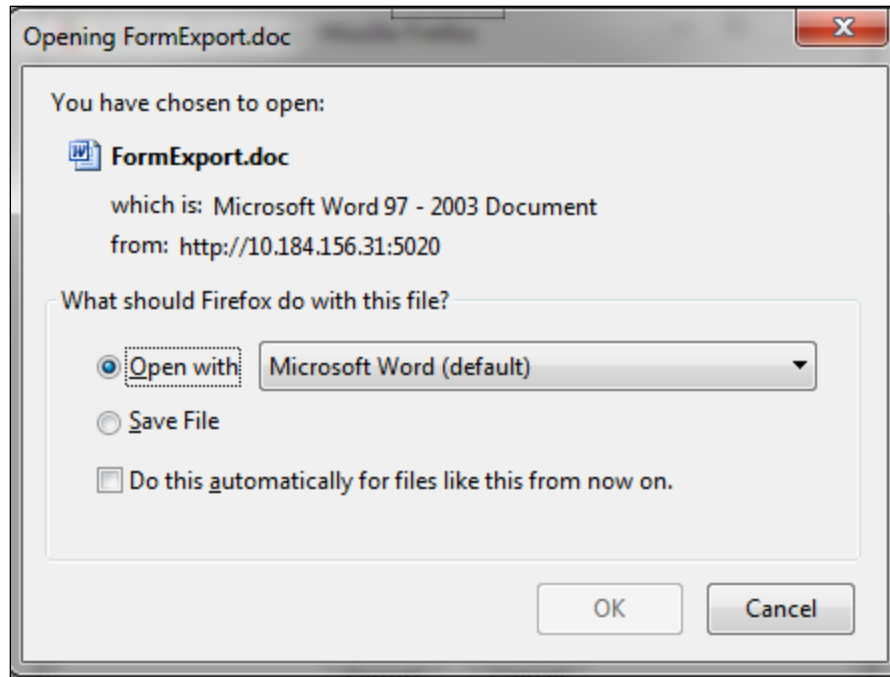 Opening FormExport.doc
You have chosen to open:
FormExport.doc
which is: Microsoft Word 97 - 2003 Document
from: http://10.184.156.31:5020
What should Firefox do with this file?
Open with Microsoft Word (default)
Save File
Do this automatically for files like this from now on.
OK Cancel